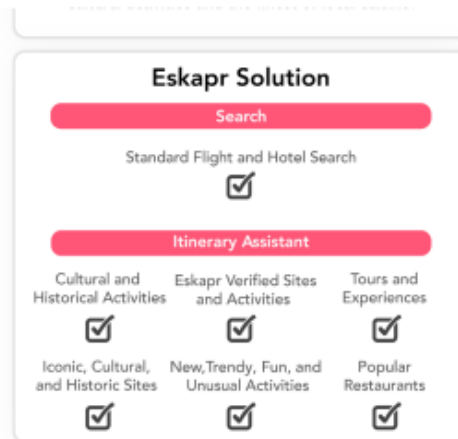 Eskapr Solution
Search
Standard Flight and Hotel Search
Itinerary Assistant
Cultural and
Historical Activities
Eskapr Verified Sites
and Activities
Tours and
Experiences
Iconic, Cultural,
and Historic Sites
New,Trendy, Fun, and
Unusual Activities
Popular
Restaurants